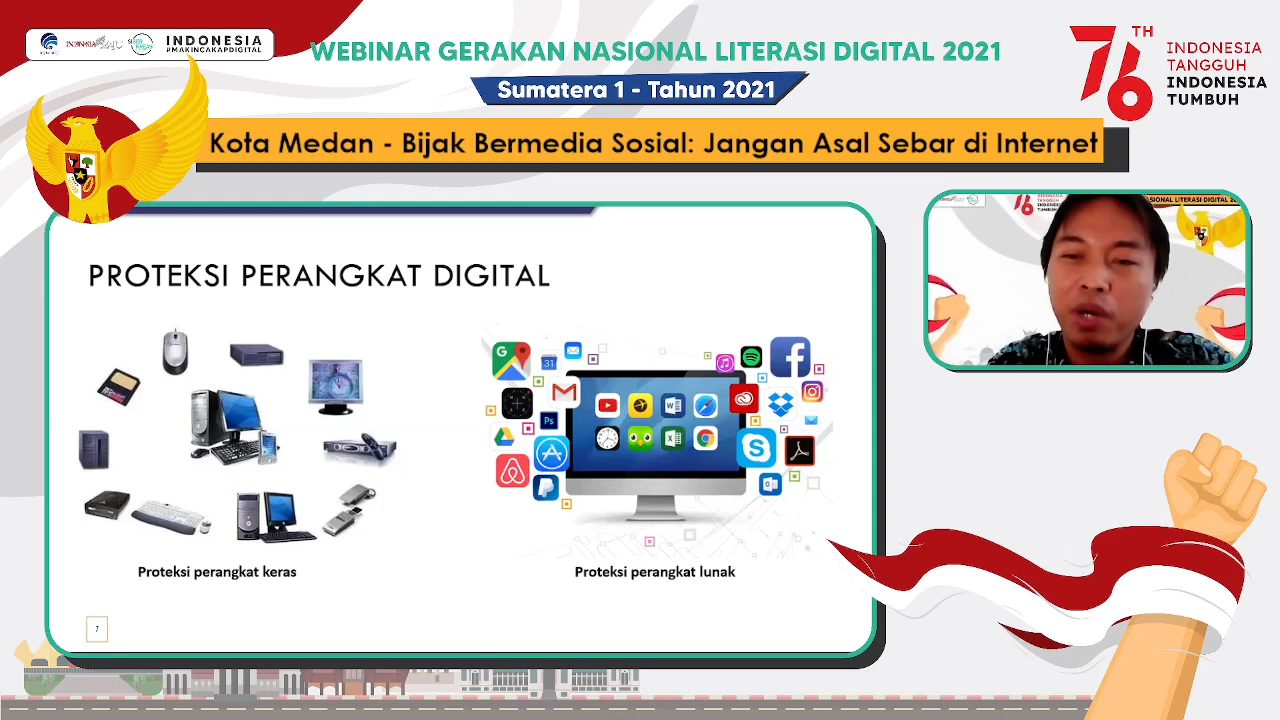 INDONESIA
#MAKINCAKAPDIGITAL
WEBINAR GERAKAN NASIONAL LITERASI DIGITAL 2021
Sumatera 1 - Tahun 2021
76 TH
INDONESIA
TANGGUH
INDONESIA
TUMBUH
Kota Medan - Bijak Bermedia Sosial: Jangan Asal Sebar di Internet
PROTEKSI PERANGKAT DIGITAL
Proteksi perangkat keras
Proteksi perangkat lunak
7